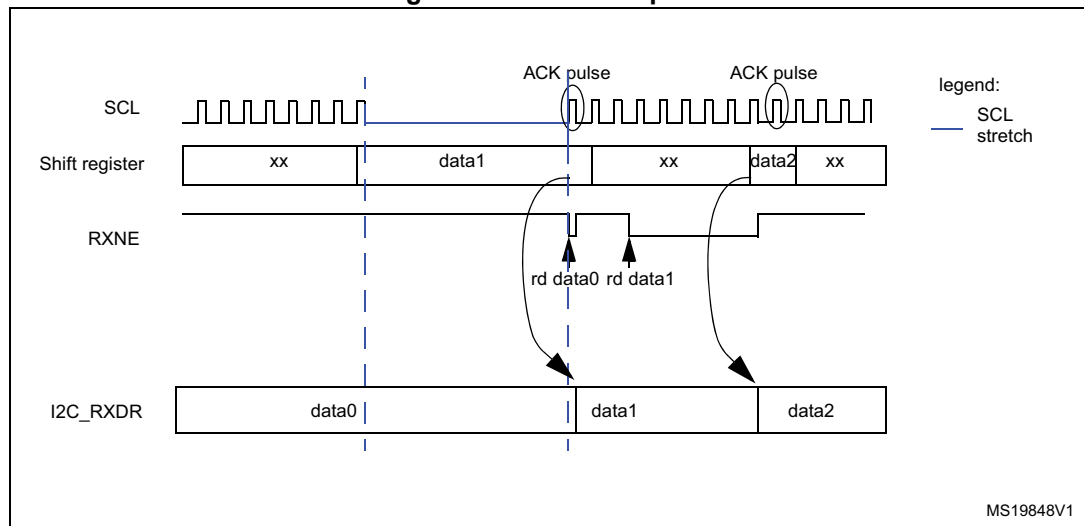 ACK pulse ACK pulse
legend:
SCL
SCL
stretch
Shift register xx data1 xx data2 xx
RXNE
rd data0 rd data1
I2C_RXDR data0 data1 data2
MS19848V1